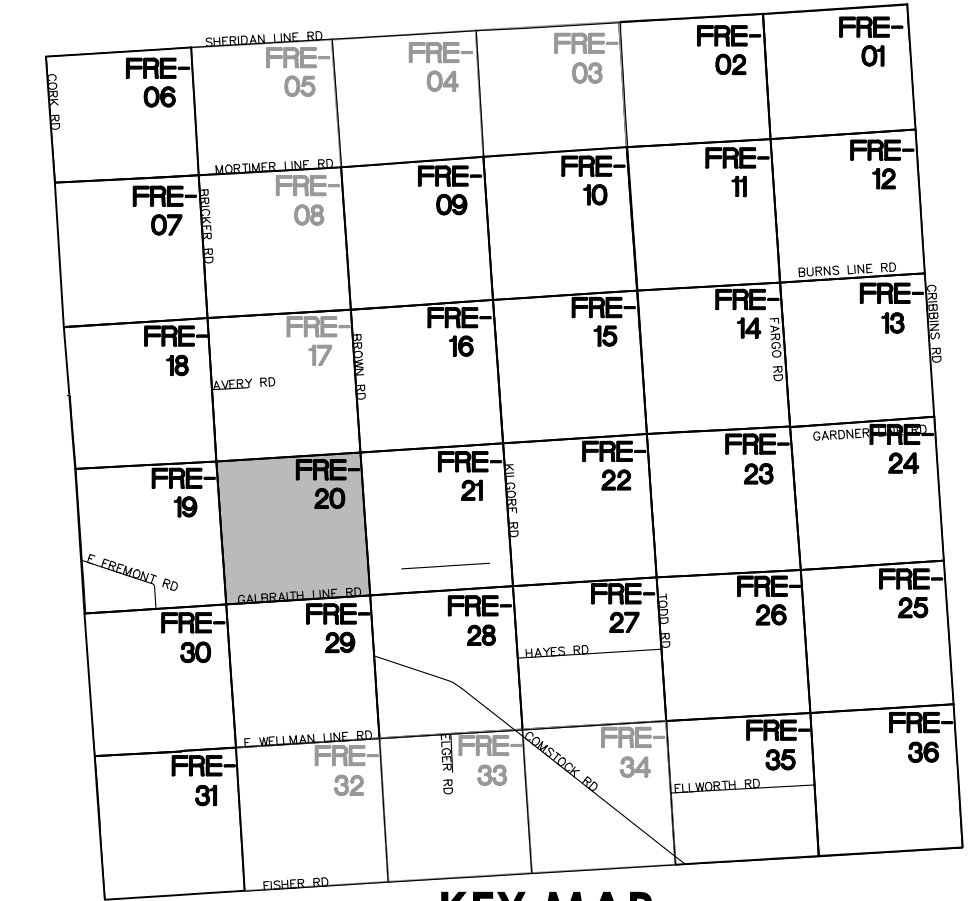 SHERIDAN LINE RD
FRE-
06
FRE-
05
FRE-
04
FRE-
03
FRE-
02
FRE-
01
CORK RD
MORTIMER LINE RD
FRE-
07
BRICKER RD
FRE-
08
FRE-
09
FRE-
10
FRE-
11
FRE-
12
BURNS LINE RD
FRE-
18
AVERY RD
FRE-
17
BROWN RD
FRE-
16
FRE-
15
FRE-
14
FARGO RD
FRE-
13
CRIBBINS RD
GARDNER LINE RD
FRE-
19
E FREMONT RD
FRE-
20
GALBRAITH LINE RD
FRE-
21
KILGORE RD
FRE-
22
FRE-
23
FRE-
24
FRE-
30
FRE-
29
FRE-
28
FRE-
27
HAYES RD
TODD RD
FRE-
26
FRE-
25
E WELLMAN LINE RD
FRE-
31
FRE-
32
ELGER RD
FRE-
33
COMSTOCK RD
FRE-
34
FRE-
35
ELLWORTH RD
FRE-
36
FISHER RD
KEY MAP